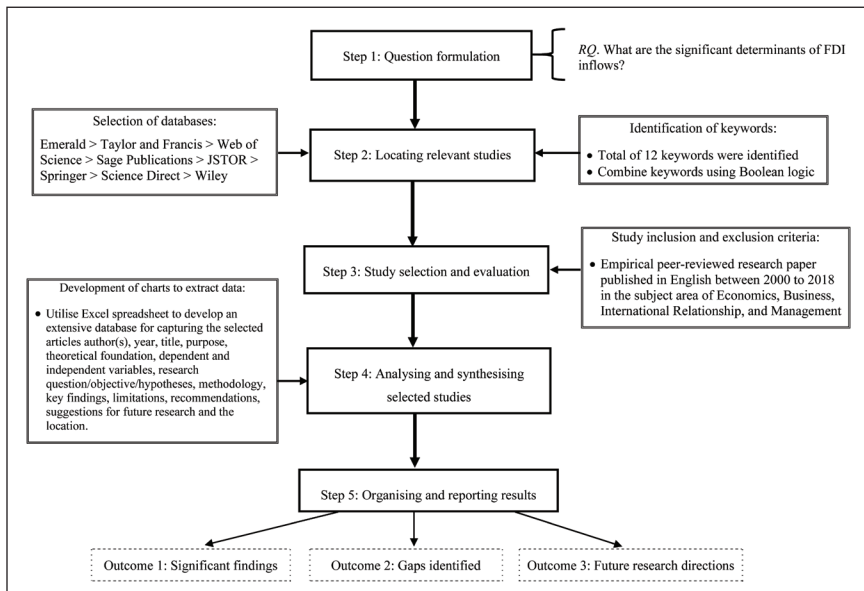 Step 1: Question formulation
RQ. What are the significant determinants of FDI
inflows?
Selection of databases:
Emerald > Taylor and Francis > Web of
Science > Sage Publications > JSTOR >
Springer > Science Direct > Wiley
Step 2: Locating relevant studies
Identification of keywords:
● Total of 12 keywords were identified
● Combine keywords using Boolean logic
Step 3: Study selection and evaluation
Study inclusion and exclusion criteria:
● Empirical peer-reviewed research paper
published in English between 2000 to 2018
in the subject area of Economics, Business,
International Relationship, and Management
Development of charts to extract data:
● Utilise Excel spreadsheet to develop an
extensive database for capturing the selected
articles author(s), year, title, purpose,
theoretical foundation, dependent and
independent variables, research
question/objective/hypotheses, methodology,
key findings, limitations, recommendations,
suggestions for future research and the
location.
Step 4: Analysing and synthesising
selected studies
Step 5: Organising and reporting results
Outcome 1: Significant findings
Outcome 2: Gaps identified
Outcome 3: Future research directions